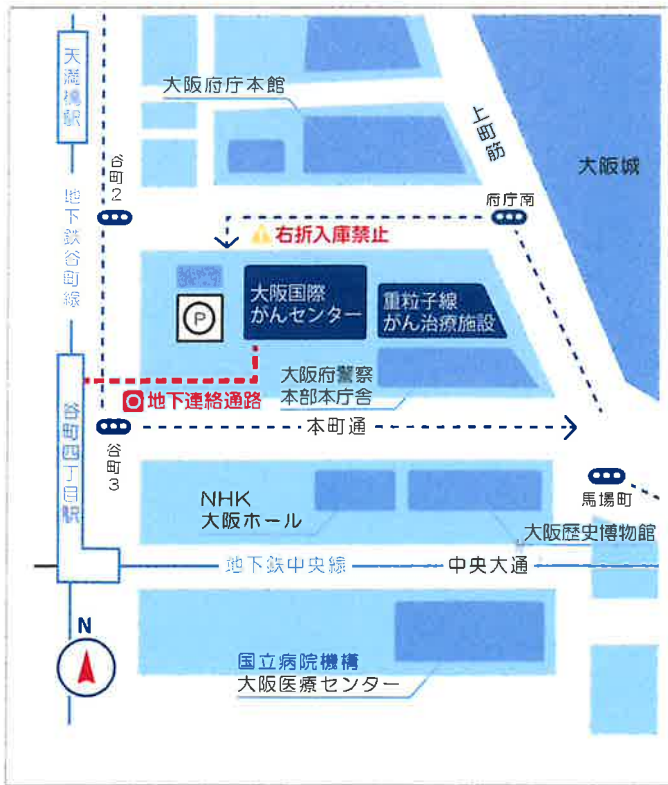 天満橋駅
大阪府庁本館
上町筋
大阪城
谷町2
府庁南
地下鉄谷町線
右折入庫禁止
大阪国際
がんセンター
重粒子線
がん治療施設
P
大阪府警察
本部本庁舎
地下連絡通路
本町通
谷町3
谷町四丁目駅
馬場町
NHK
大阪ホール
大阪歴史博物館
地下鉄中央線
中央大通
N
国立病院機構
大阪医療センター